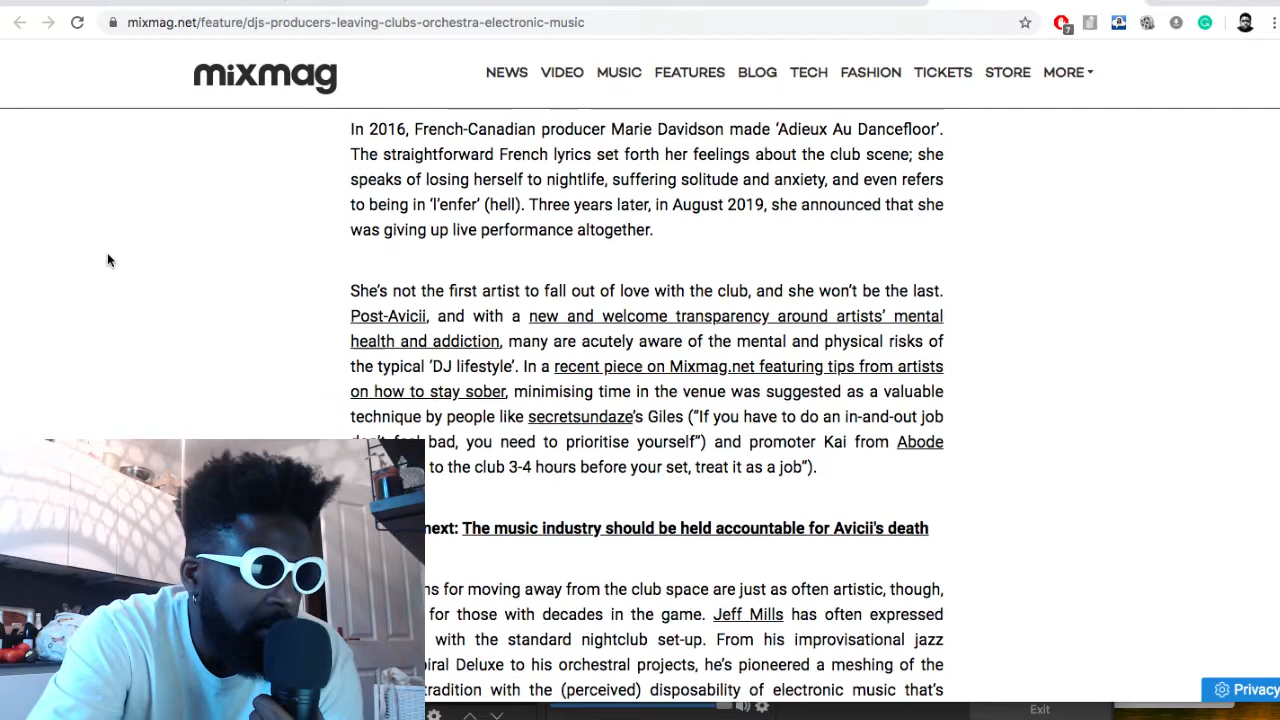 mixmag.net/feature/djs-producers-leaving-clubs-orchestra-electronic-music
7
mixmag NEWS VIDEO MUSIC FEATURES BLOG TECH FASHION TICKETS STORE MORE
In 2016, French-Canadian producer Marie Davidson made ‘Adieux Au Dancefloor’.
The straightforward French lyrics set forth her feelings about the club scene; she
speaks of losing herself to nightlife, suffering solitude and anxiety, and even refers
to being in ‘l’enfer’ (hell). Three years later, in August 2019, she announced that she
was giving up live performance altogether.
She’s not the first artist to fall out of love with the club, and she won’t be the last.
Post-Avicii, and with a new and welcome transparency around artists’ mental
health and addiction, many are acutely aware of the mental and physical risks of
the typical ‘DJ lifestyle’. In a recent piece on Mixmag.net featuring tips from artists
on how to stay sober, minimising time in the venue was suggested as a valuable
technique by people like secretsundaze’s Giles (“If you have to do an in-and-out job
bad, you need to prioritise yourself”) and promoter Kai from Abode
to the club 3-4 hours before your set, treat it as a job”).
next: The music industry should be held accountable for Avicii's death
for moving away from the club space are just as often artistic, though,
for those with decades in the game. Jeff Mills has often expressed
with the standard nightclub set-up. From his improvisational jazz
Deluxe to his orchestral projects, he’s pioneered a meshing of the
tradition with the (perceived) disposability of electronic music that’s
Privacy
Exit